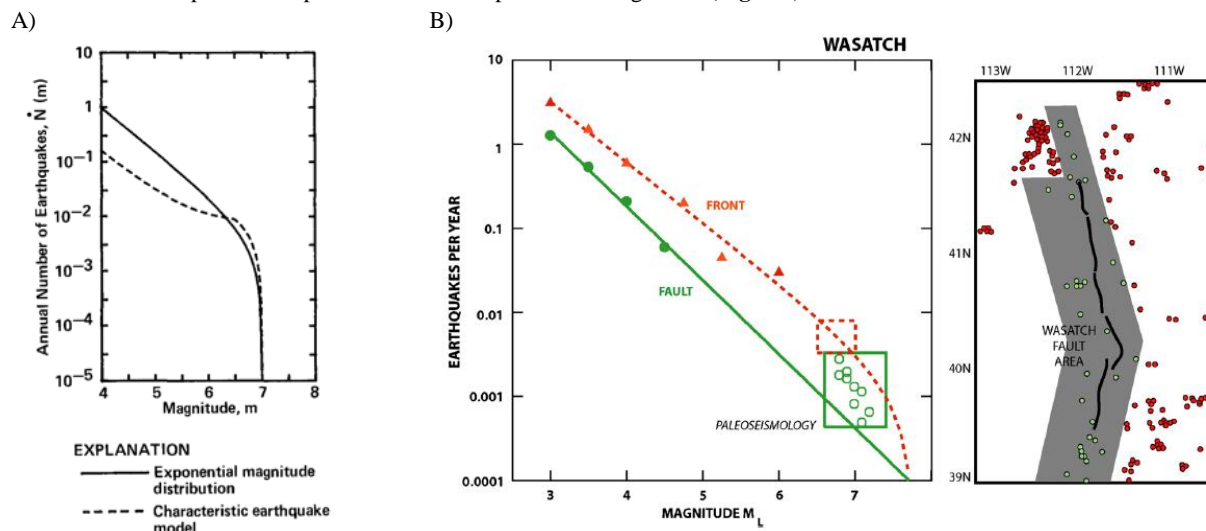 A)
B)
10
1
10⁻¹
10⁻²
10⁻³
10⁻⁴
10⁻⁵
4
5
6
7
8
Annual Number of Earthquakes, Ṅ (m)
Magnitude, m
EXPLANATION
Exponential magnitude
distribution
Characteristic earthquake
model
WASATCH
10
1
0.1
0.01
0.001
0.0001
EARTHQUAKES PER YEAR
FRONT
FAULT
PALEOSEISMOLOGY
3
4
5
6
7
MAGNITUDE M_L
113W
112W
111W
42N
41N
40N
39N
WASATCH
FAULT
AREA